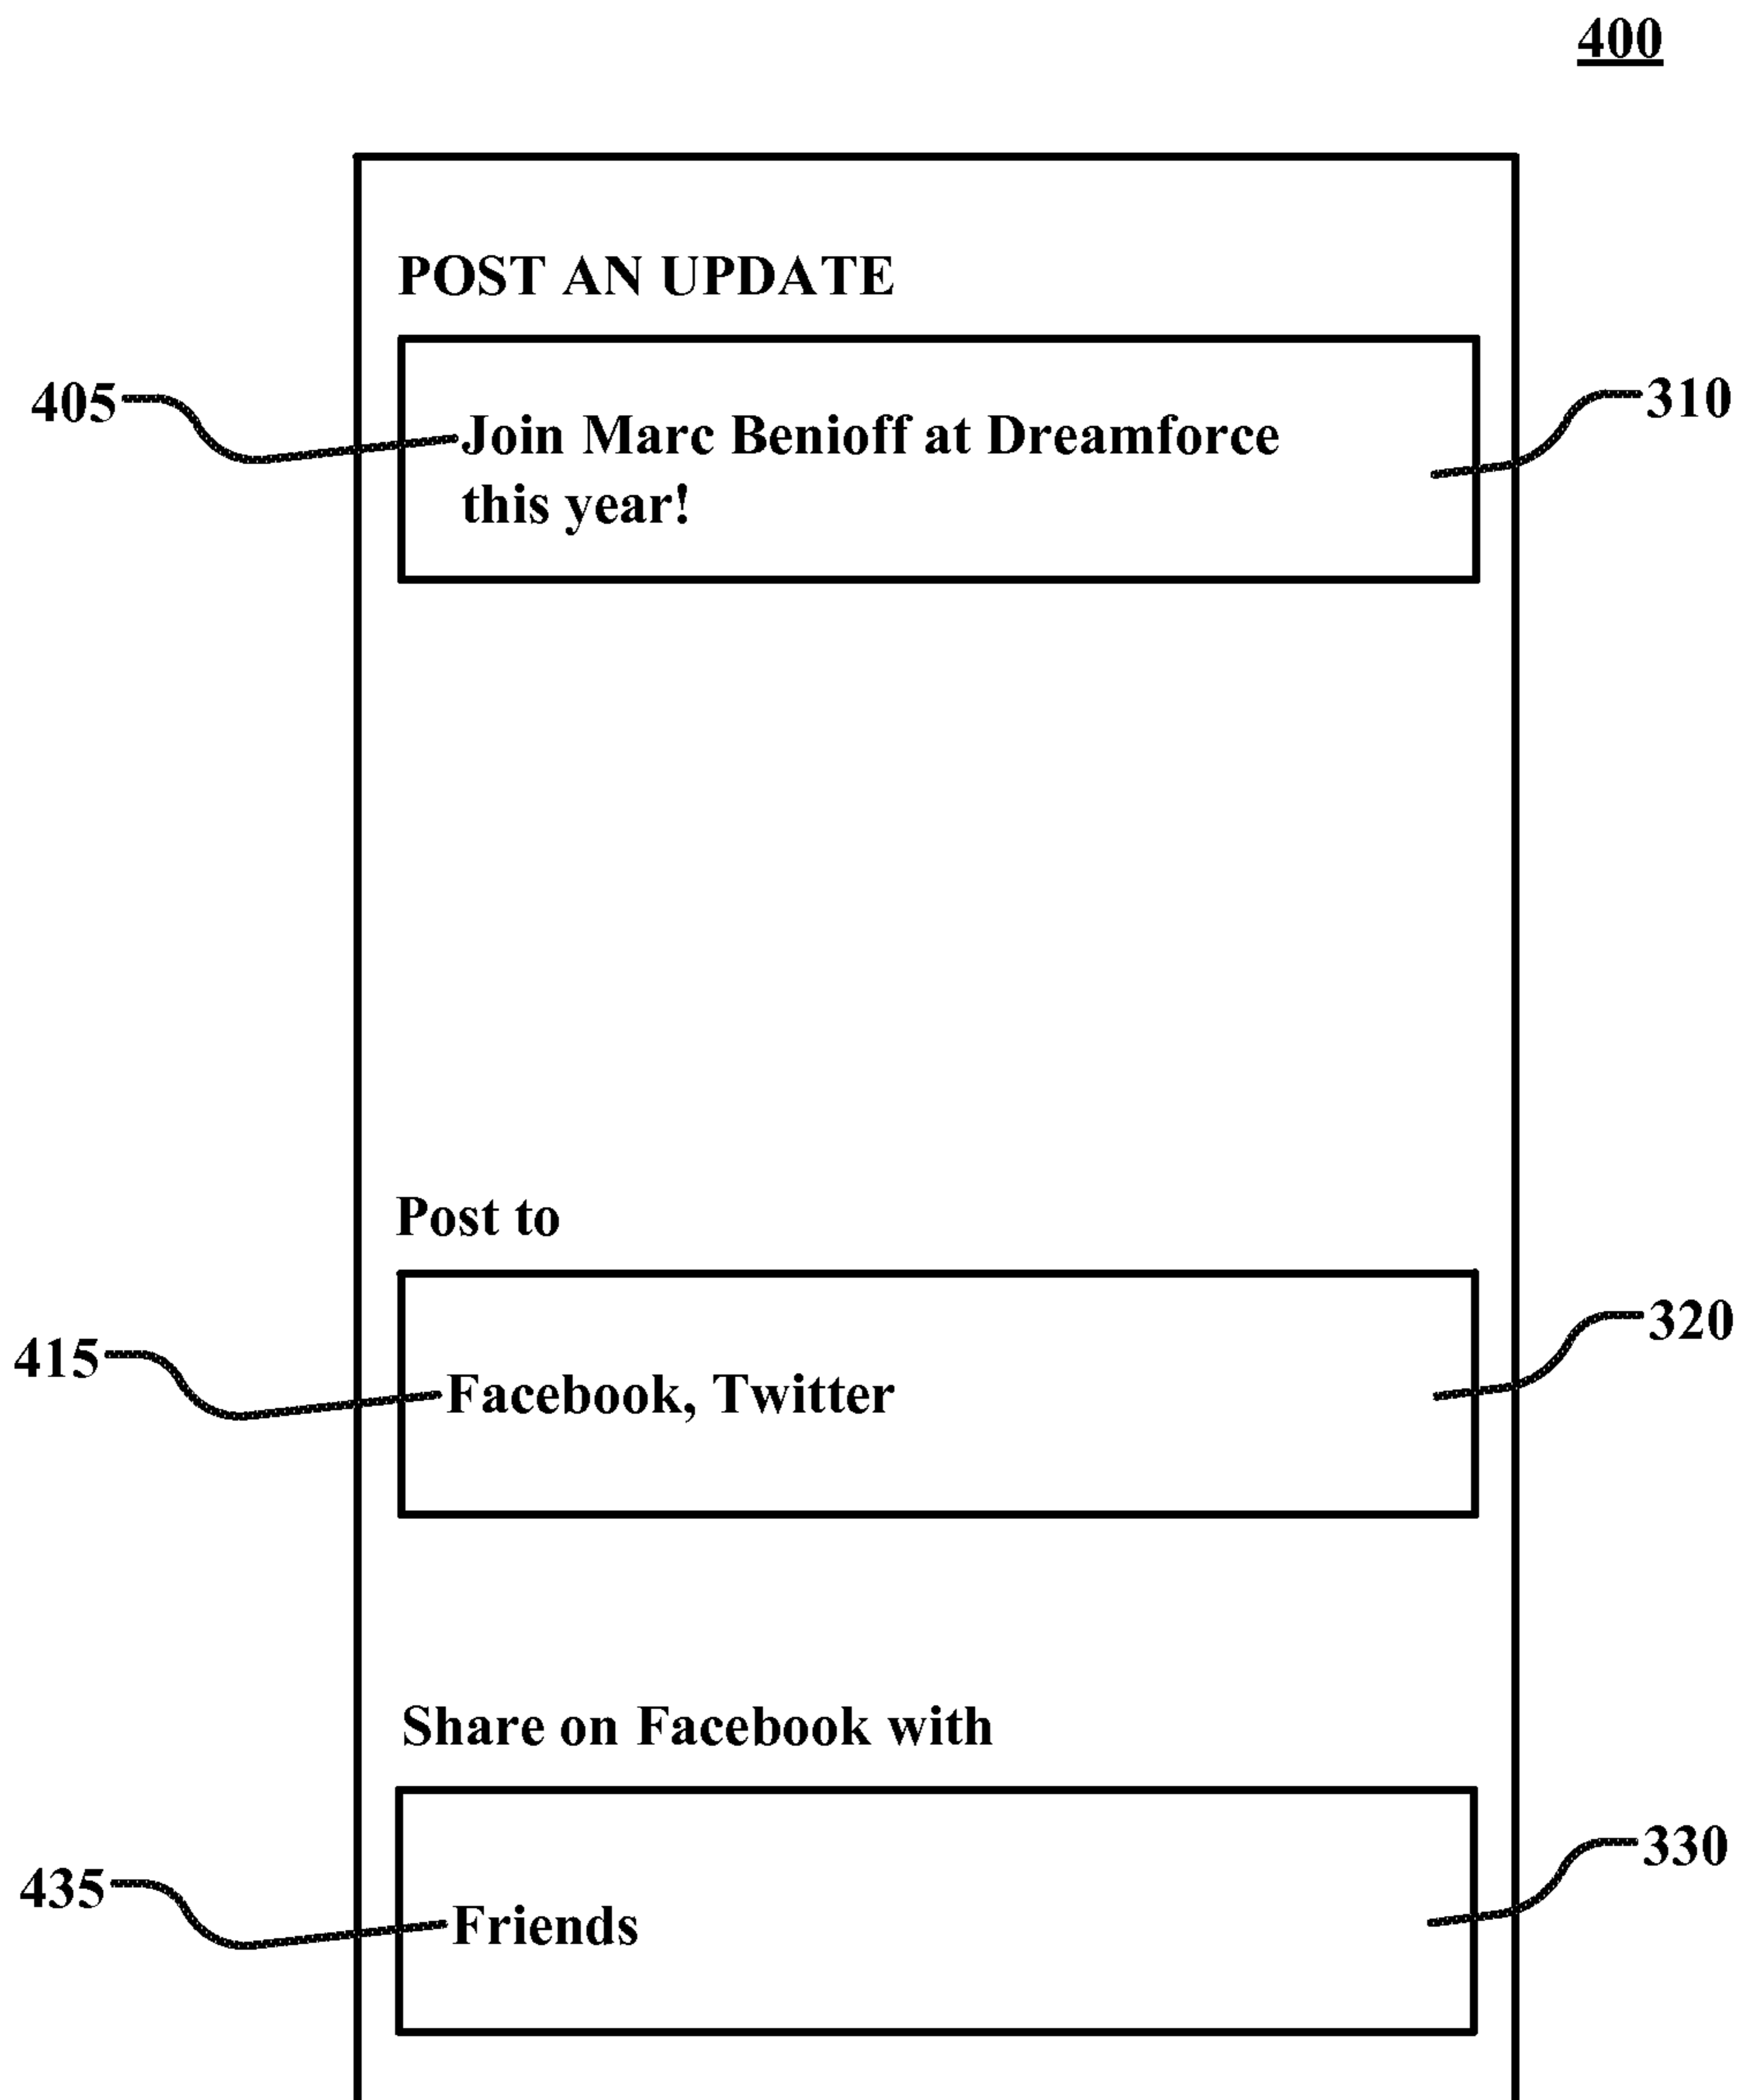 400
POST AN UPDATE
405
Join Marc Benioff at Dreamforce
this year!
310
Post to
415
Facebook, Twitter
320
Share on Facebook with
435
Friends
330